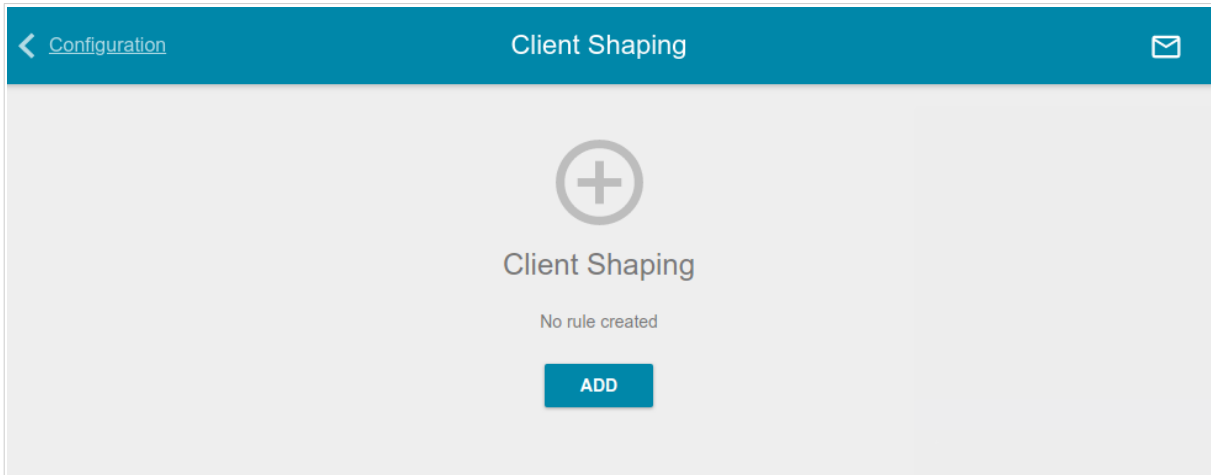 Configuration
Client Shaping
Client Shaping
No rule created
ADD